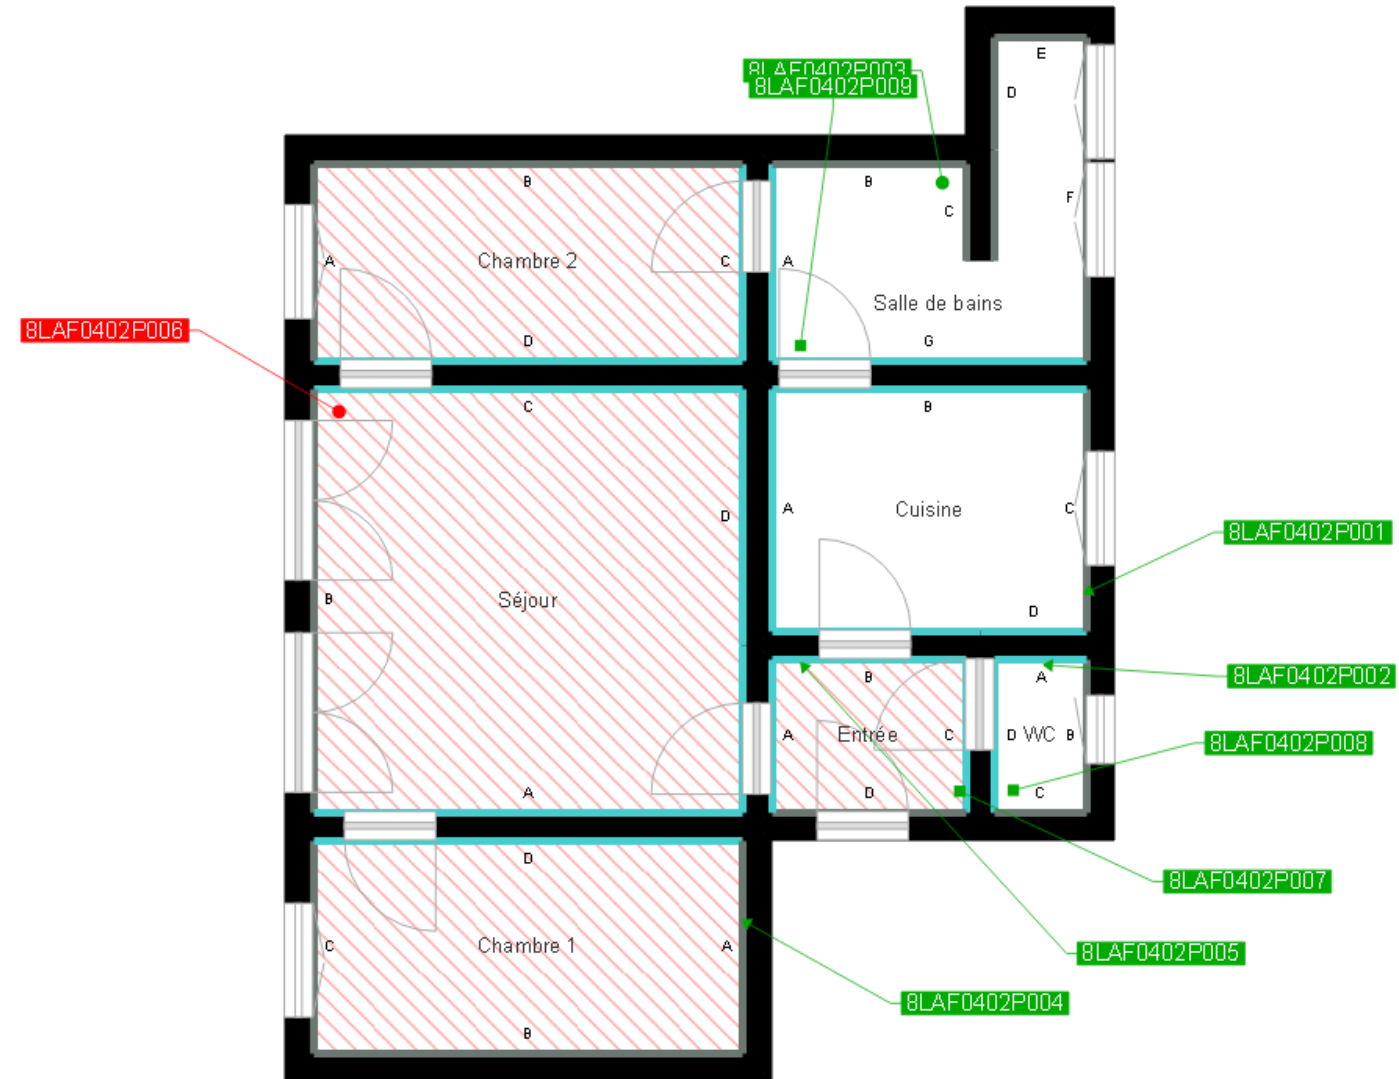 8LAF0402P003
8LAF0402P009
E
D
F
B
C
A
Salle de bains
G
B
A
Chambre 2
C
D
8LAF0402P006
C
D
B
Séjour
A
B
A
Cuisine
C
D
8LAF0402P001
B
A
Entrée
C
D
A
D
WC
B
C
8LAF0402P002
8LAF0402P008
8LAF0402P007
8LAF0402P005
8LAF0402P004
D
C
Chambre 1
A
B